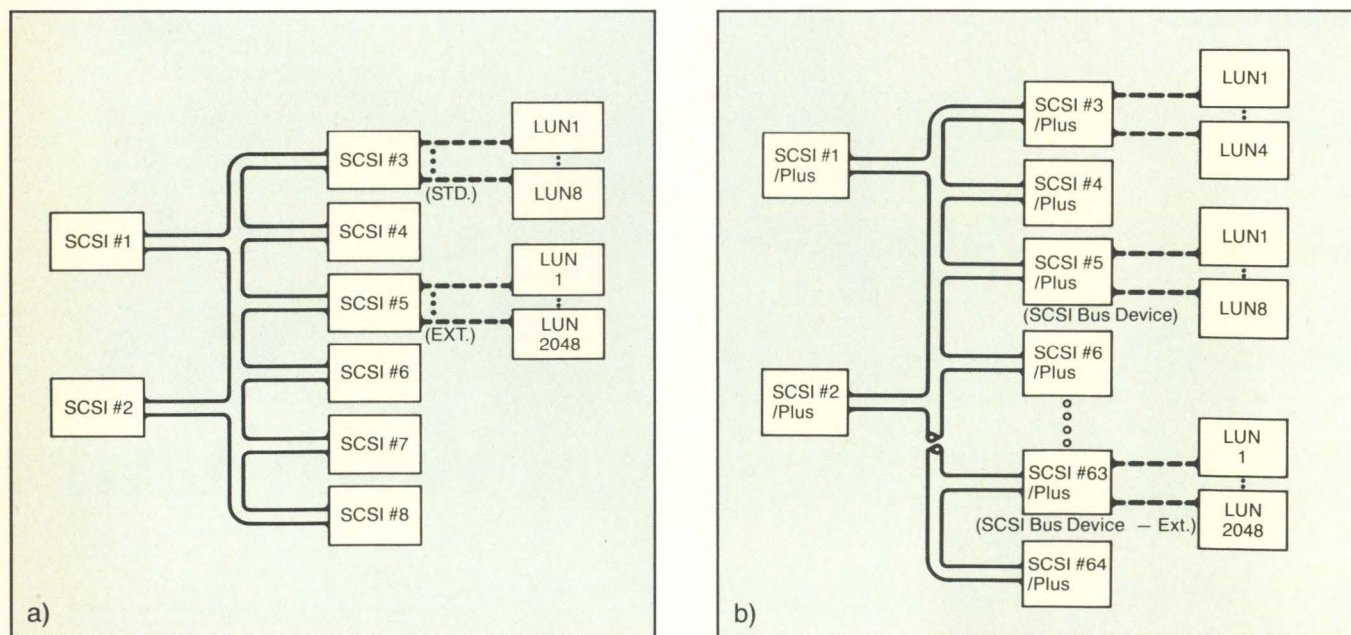 SCSI #1
SCSI #2
SCSI #3
(STD.)
SCSI #4
SCSI #5
(EXT.)
SCSI #6
SCSI #7
SCSI #8
LUN1
LUN8
LUN
1
LUN
2048
a)
SCSI #1
/Plus
SCSI #2
/Plus
SCSI #3
/Plus
SCSI #4
/Plus
SCSI #5
/Plus
(SCSI Bus Device)
SCSI #6
/Plus
SCSI #63
/Plus
(SCSI Bus Device — Ext.)
SCSI #64
/Plus
LUN1
LUN4
LUN1
LUN8
LUN
1
LUN
2048
b)